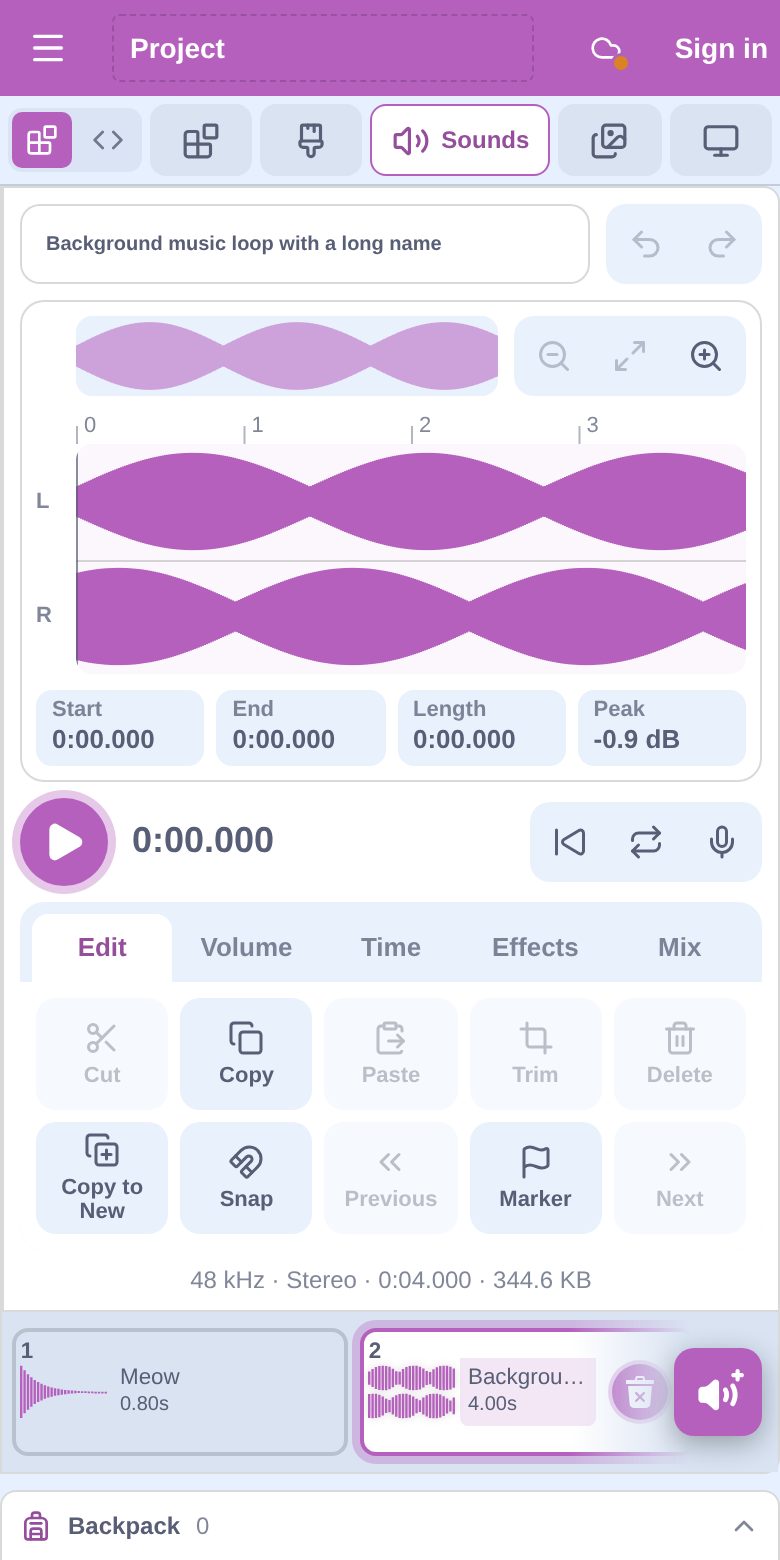 Project
Sign in
Sounds
Background music loop with a long name
0 1 2 3
L
R
Start End Length Peak
0:00.000 0:00.000 0:00.000 -0.9 dB
0:00.000
Edit Volume Time Effects Mix
Cut Copy Paste Trim Delete
Copy to
New
Snap Previous Marker Next
48 kHz · Stereo · 0:04.000 · 344.6 KB
1
Meow
0.80s
2
Backgrou…
4.00s
Backpack 0